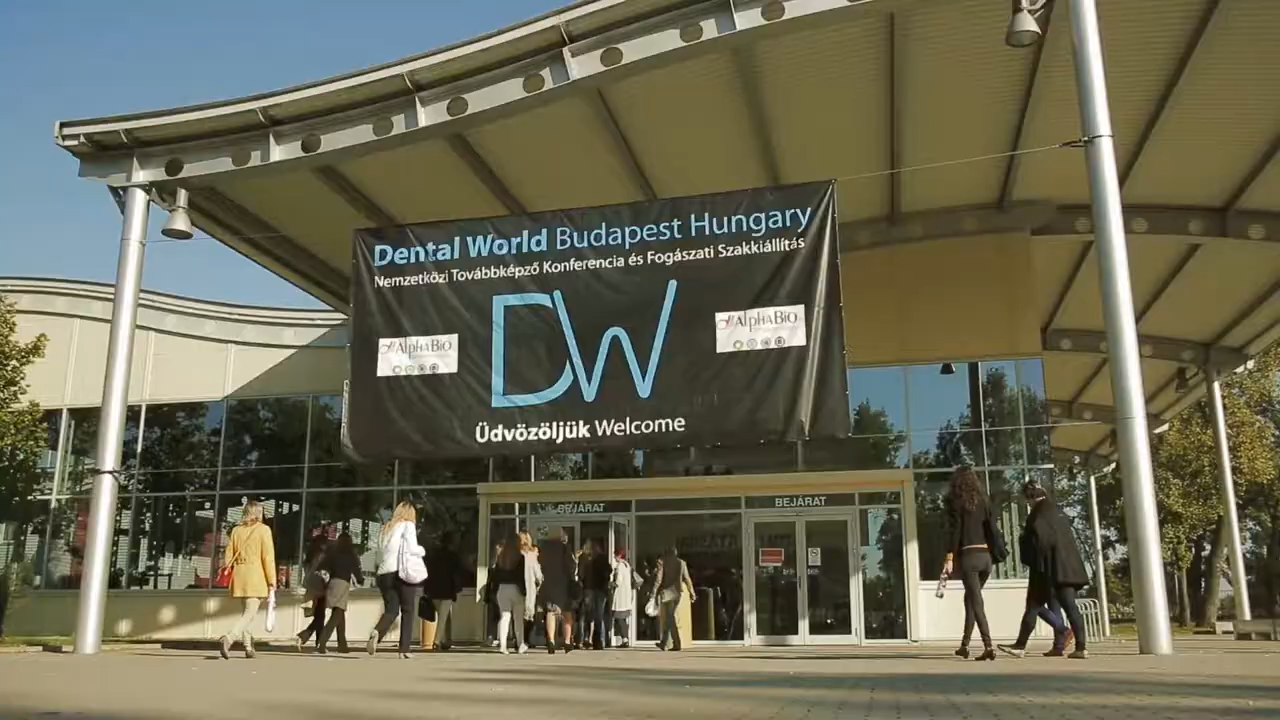 Dental World Budapest Hungary
Nemzetközi Továbbképző Konferencia és Fogászati Szakkiállítás
DW
AlphaBio
AlphaBio
Üdvözöljük Welcome
BEJÁRAT
BEJÁRAT